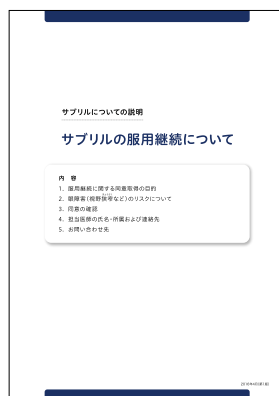 サブリルについての説明
サブリルの服用継続について
内 容
1. 服用継続に関する同意取得の目的
2. 眼障害（視野狭窄など）のリスクについて
3. 同意の確認
4. 担当医師の氏名・所属および連絡先
5. お問い合わせ先